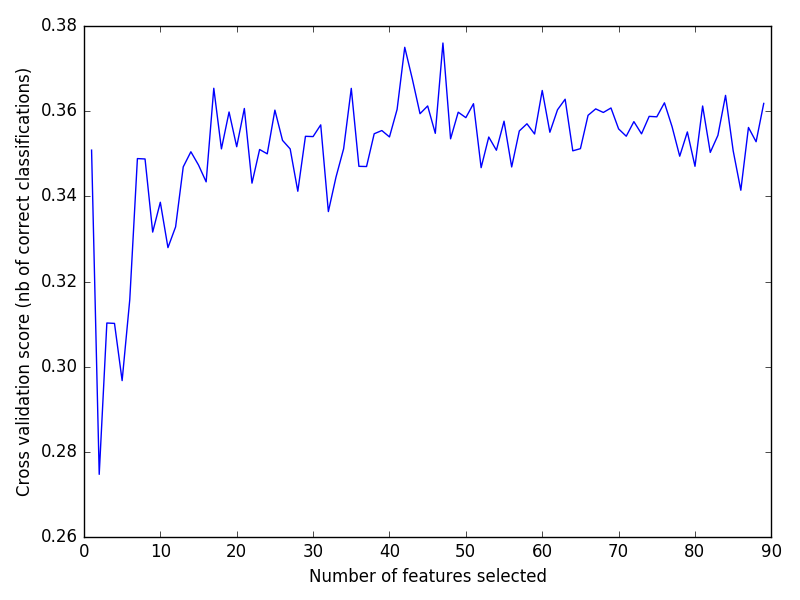 0.38
0.36
0.34
0.32
0.30
0.28
0.26
Cross validation score (nb of correct classifications)
0 10 20 30 40 50 60 70 80 90
Number of features selected